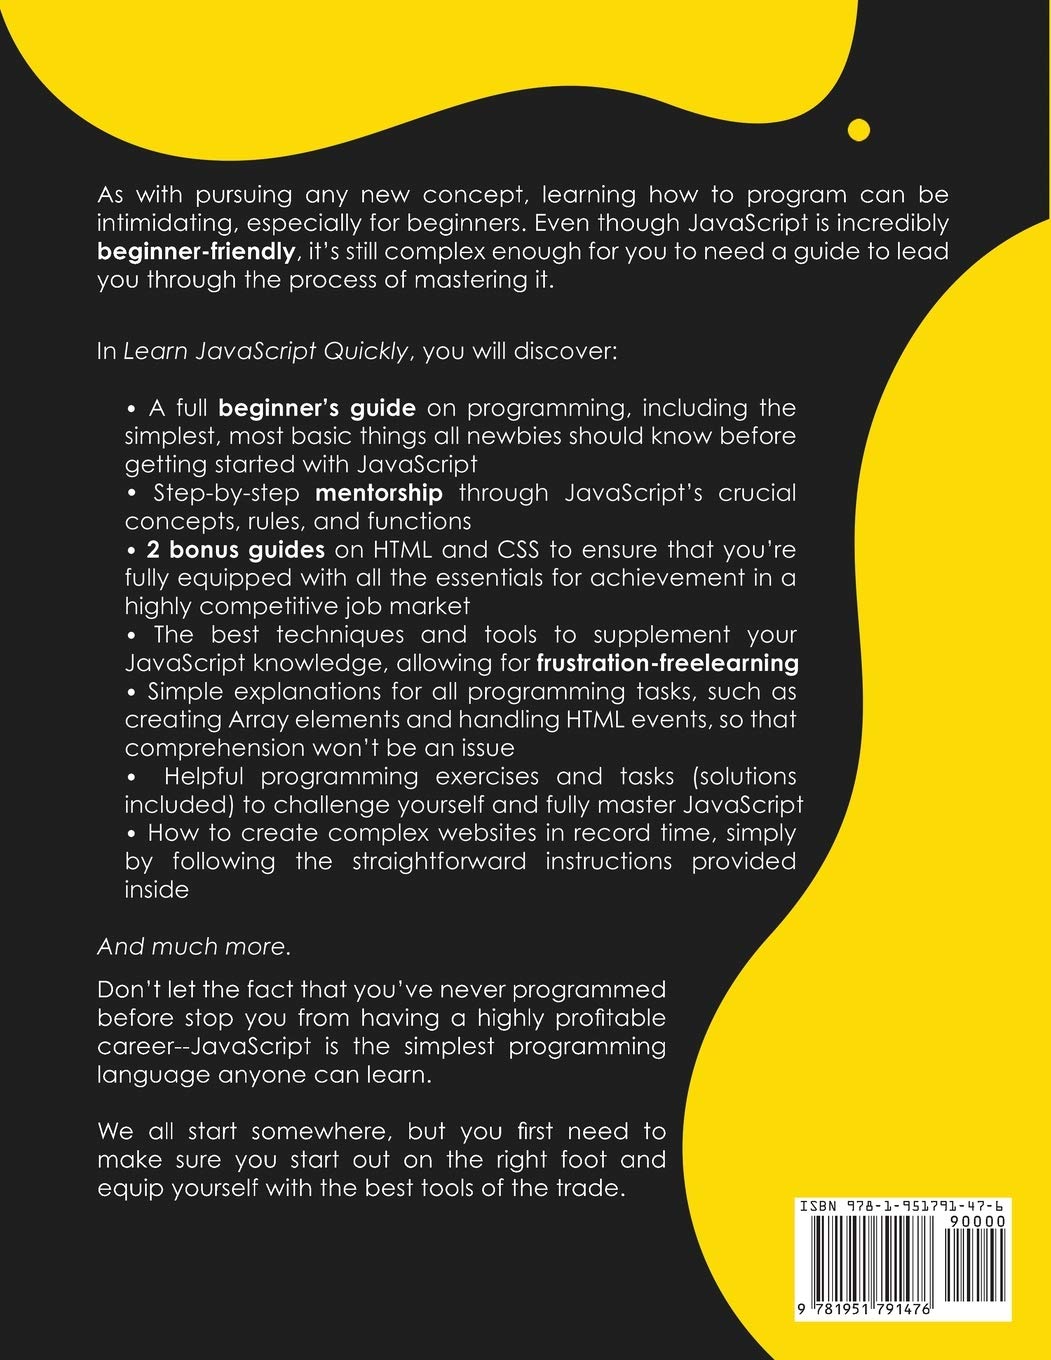 As with pursuing any new concept, learning how to program can be
intimidating, especially for beginners. Even though JavaScript is incredibly
beginner-friendly, it's still complex enough for you to need a guide to lead
you through the process of mastering it.
In Learn JavaScript Quickly, you will discover:
• A full beginner's guide on programming, including the
simplest, most basic things all newbies should know before
getting started with JavaScript
• Step-by-step mentorship through JavaScript's crucial
concepts, rules, and functions
• 2 bonus guides on HTML and CSS to ensure that you're
fully equipped with all the essentials for achievement in a
highly competitive job market
• The best techniques and tools to supplement your
JavaScript knowledge, allowing for frustration-freelearning
• Simple explanations for all programming tasks, such as
creating Array elements and handling HTML events, so that
comprehension won't be an issue
• Helpful programming exercises and tasks (solutions
included) to challenge yourself and fully master JavaScript
• How to create complex websites in record time, simply
by following the straightforward instructions provided
inside
And much more.
Don't let the fact that you've never programmed
before stop you from having a highly profitable
career--JavaScript is the simplest programming
language anyone can learn.
We all start somewhere, but you first need to
make sure you start out on the right foot and
equip yourself with the best tools of the trade.
ISBN 978-1-951791-47-6
90000
9 781951 791476